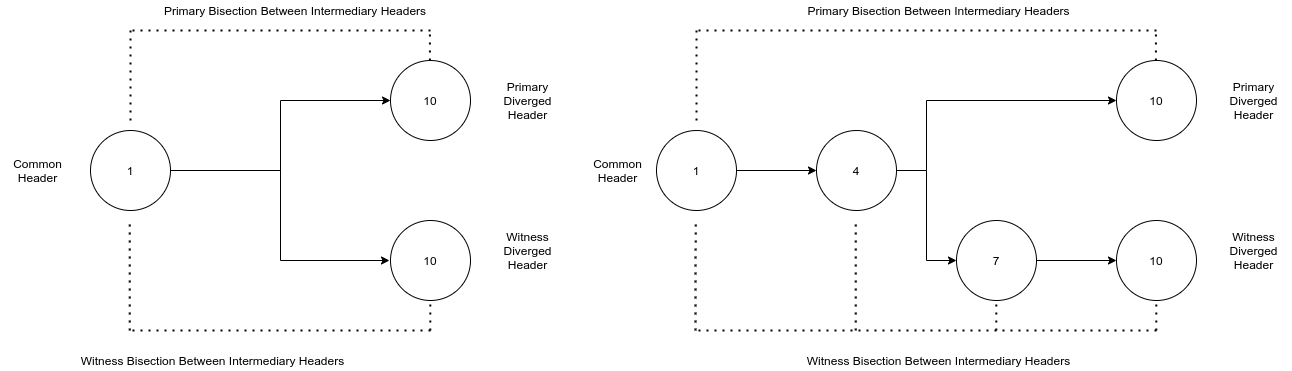 Primary Bisection Between Intermediary Headers
10
Primary
Diverged
Header
Common
Header
1
10
Witness
Diverged
Header
Witness Bisection Between Intermediary Headers
Primary Bisection Between Intermediary Headers
10
Primary
Diverged
Header
Common
Header
1
4
7
10
Witness
Diverged
Header
Witness Bisection Between Intermediary Headers